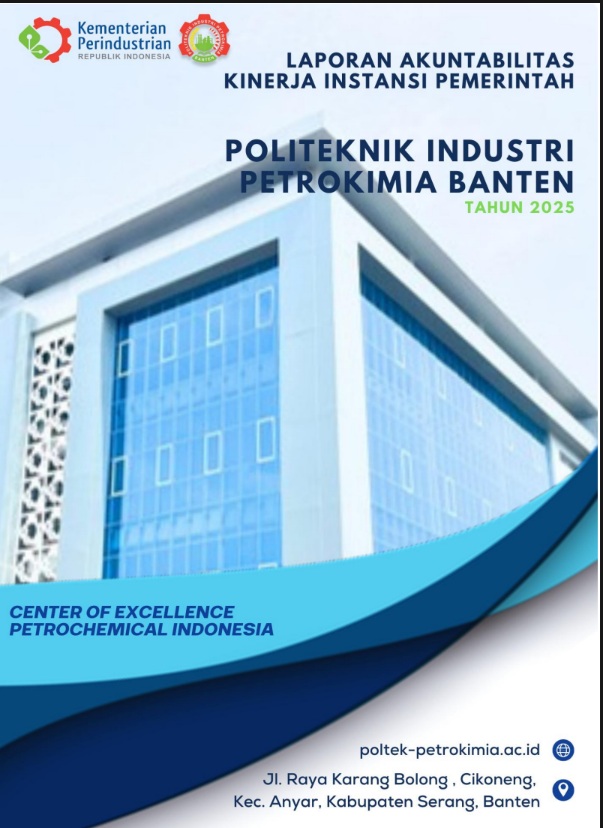 Kementerian
Perindustrian
REPUBLIK INDONESIA
LAPORAN AKUNTABILITAS
KINERJA INSTANSI PEMERINTAH
POLITEKNIK INDUSTRI
PETROKIMIA BANTEN
TAHUN 2025
CENTER OF EXCELLENCE
PETROCHEMICAL INDONESIA
poltek-petrokimia.ac.id
Jl. Raya Karang Bolong , Cikoneng,
Kec. Anyar, Kabupaten Serang, Banten